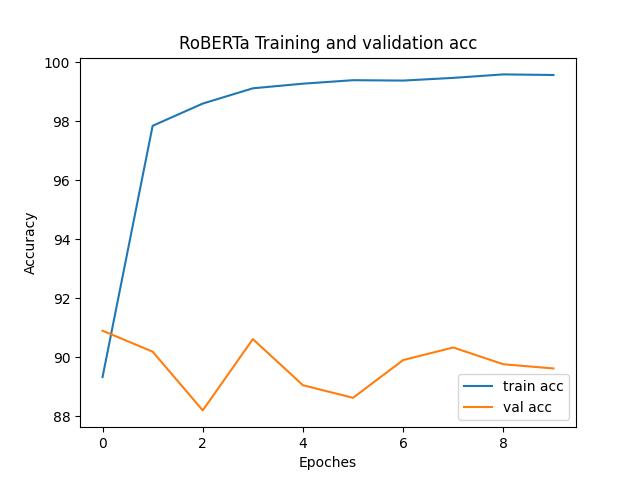 RoBERTa Training and validation acc
100
98
96
94
92
90
88
Accuracy
0 2 4 6 8
Epoches
train acc
val acc